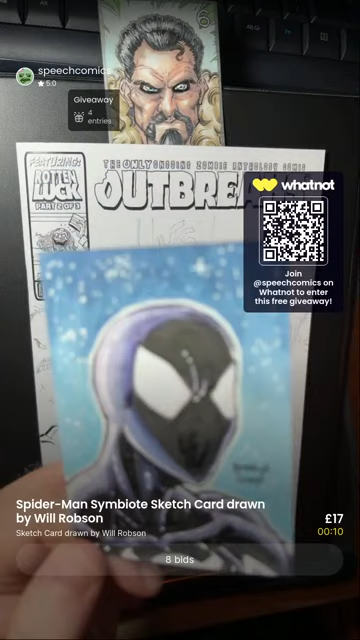 speechcomics
★ 5.0
Giveaway
4
entries
FEATURING:
ROTTEN
LUCK
PART 2 OF 3
THE ONLY ONGOING ZOMBIE ANTHOLOGY COMIC
OUTBREA
whatnot
Join
@speechcomics on
Whatnot to enter
this free giveaway!
Spider-Man Symbiote Sketch Card drawn
by Will Robson
£17
Sketch Card drawn by Will Robson
00:10
8 bids